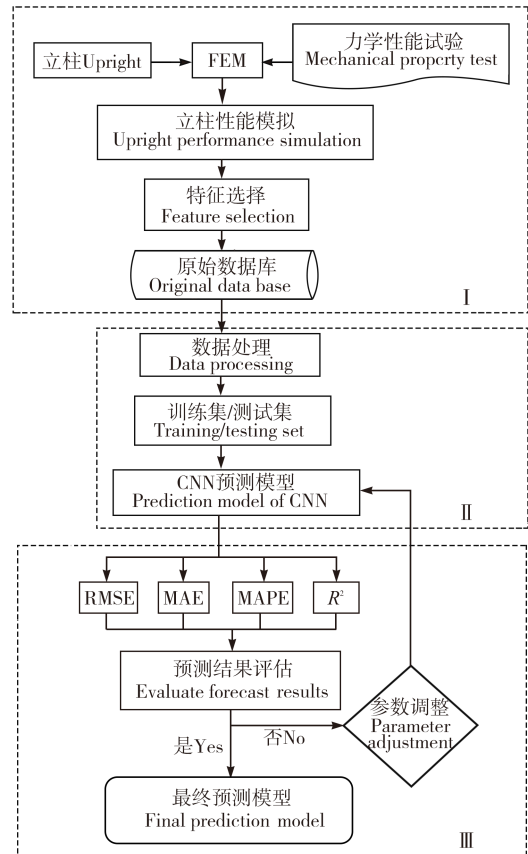 立柱Upright
FEM
力学性能试验
Mechanical propcrty test
立柱性能模拟
Upright performance simulation
特征选择
Feature selection
原始数据库
Original data base
Ⅰ
数据处理
Data processing
训练集/测试集
Training/testing set
CNN预测模型
Prediction model of CNN
Ⅱ
RMSE
MAE
MAPE
R²
预测结果评估
Evaluate forecast results
参数调整
Parameter
adjustment
是Yes
否No
最终预测模型
Final prediction model
Ⅲ